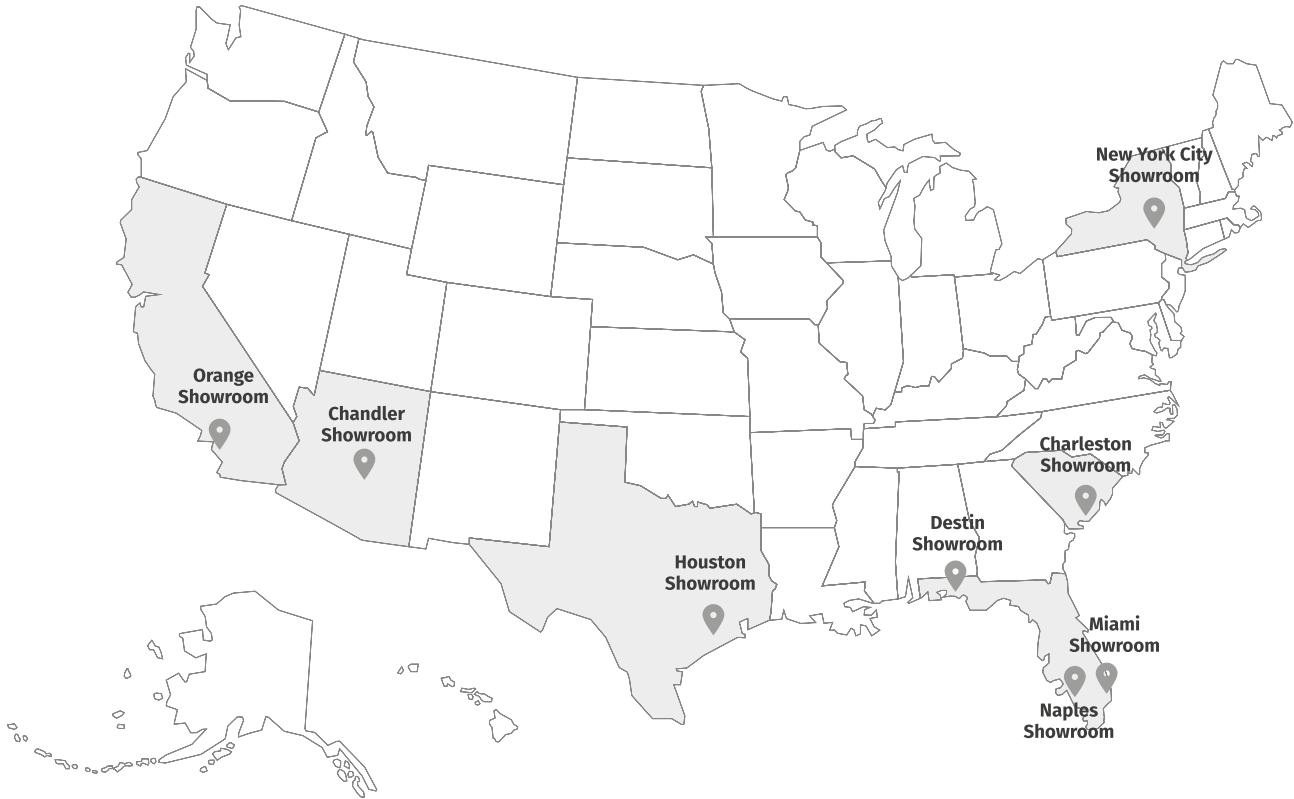 New York City
Showroom
Orange
Showroom
Chandler
Showroom
Charleston
Showroom
Destin
Showroom
Houston
Showroom
Miami
Showroom
Naples
Showroom